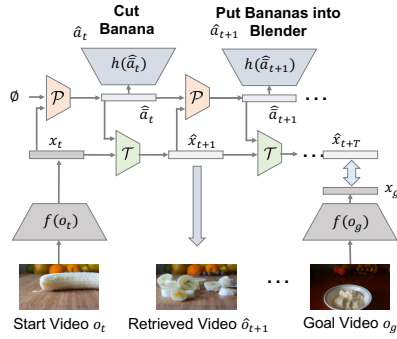 Cut
Banana
Put Bananas into
Blender
â_t
h(â̄_t)
â_{t+1}
h(â̄_{t+1})
∅
𝒫
𝒫
...
â̄_t
â̄_{t+1}
x_t
𝒯
x̂_{t+1}
𝒯
...
x̂_{t+T}
x_g
f(o_t)
f(o_g)
...
Start Video o_t
Retrieved Video ô_{t+1}
Goal Video o_g